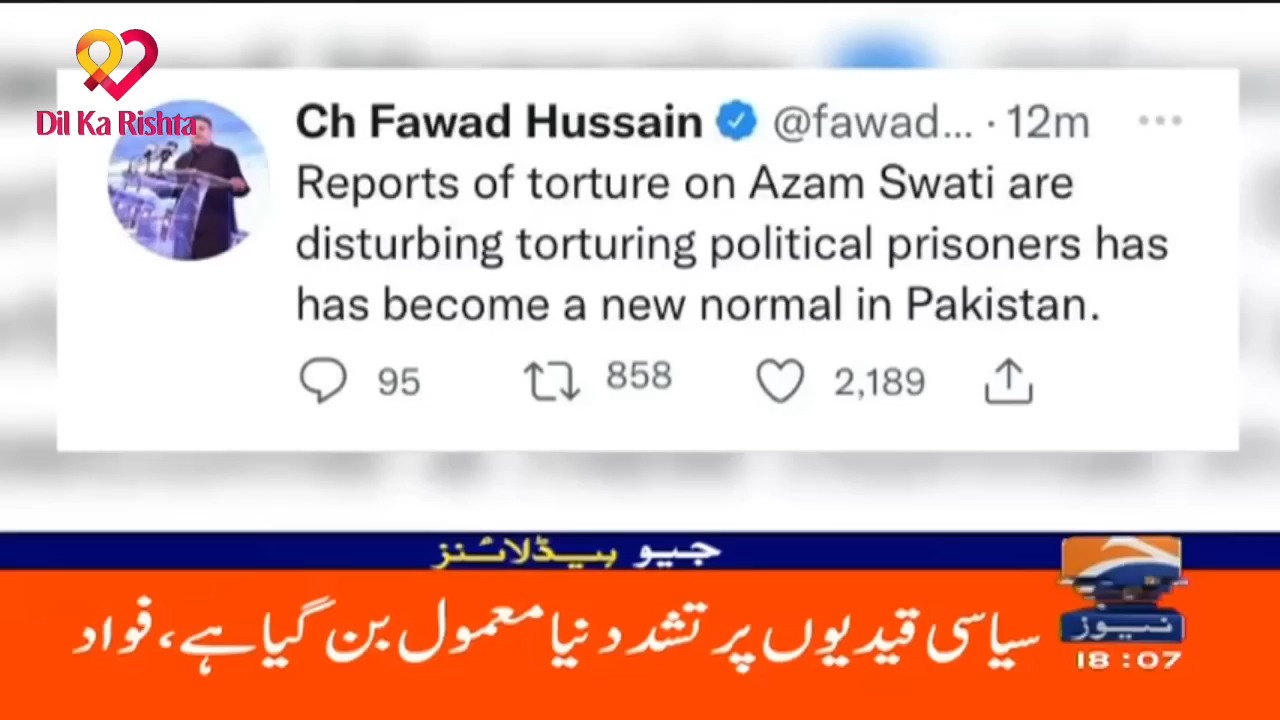 Dil Ka Rishta
Ch Fawad Hussain @fawad... · 12m
Reports of torture on Azam Swati are
disturbing torturing political prisoners has
has become a new normal in Pakistan.
95 858 2,189
جیو ہیڈلائنز
سیاسی قیدیوں پر تشدد نیا معمول بن گیا ہے، فواد
نیوز
18:07